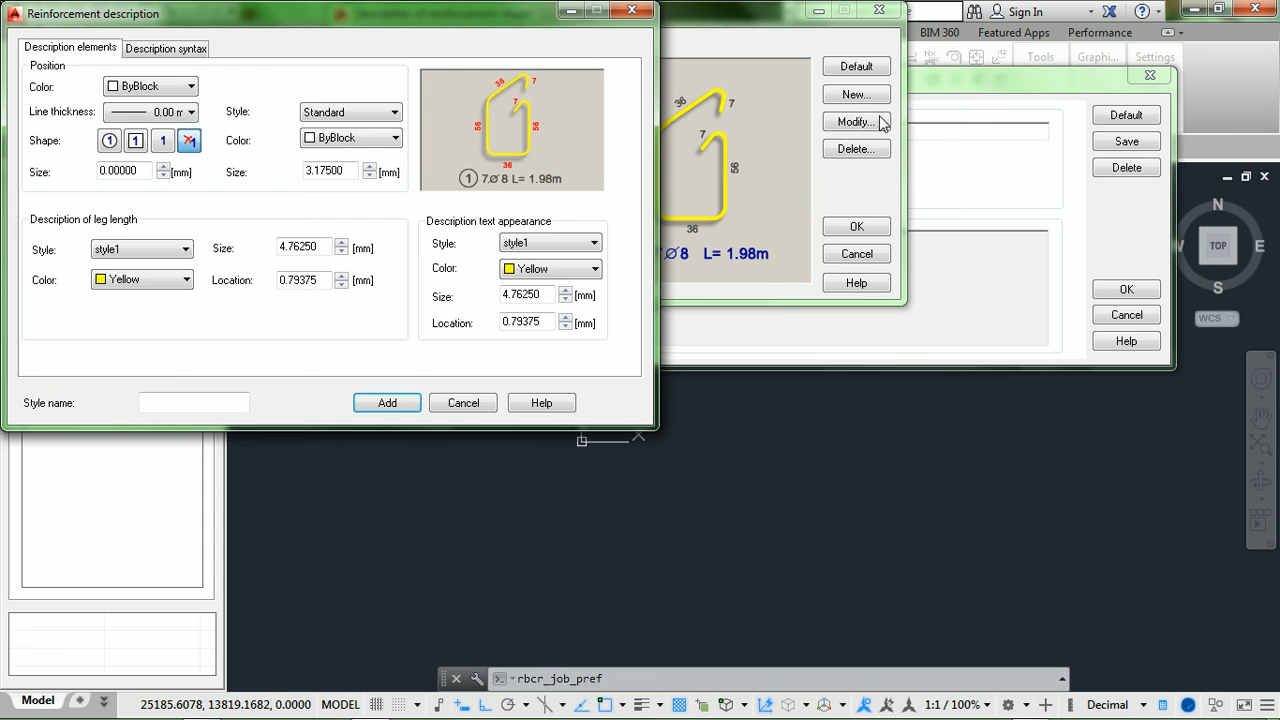 Reinforcement description
Sign In
BIM 360
Featured Apps
Performance
Description elements
Description syntax
Tools
Graphi...
Settings
Position
Color:
ByBlock
Line thickness:
0.00 m
Style:
Standard
Shape:
1
1
1
1
Color:
ByBlock
Size:
0.00000
[mm]
Size:
3.17500
[mm]
36
7
7
56
56
36
1 7⌀ 8 L= 1.98m
36
7
7
56
36
⌀ 8 L= 1.98m
Default
New...
Modify...
Delete...
OK
Cancel
Help
Default
Save
Delete
OK
Cancel
Help
N
TOP
S
WCS
Description of leg length
Style:
style1
Size:
4.76250
[mm]
Color:
Yellow
Location:
0.79375
[mm]
Description text appearance
Style:
style1
Color:
Yellow
Size:
4.76250
[mm]
Location:
0.79375
[mm]
Style name:
Add
Cancel
Help
X
rbcr_job_pref
Model
25185.6078, 13819.1682, 0.0000
MODEL
1:1 / 100%
Decimal